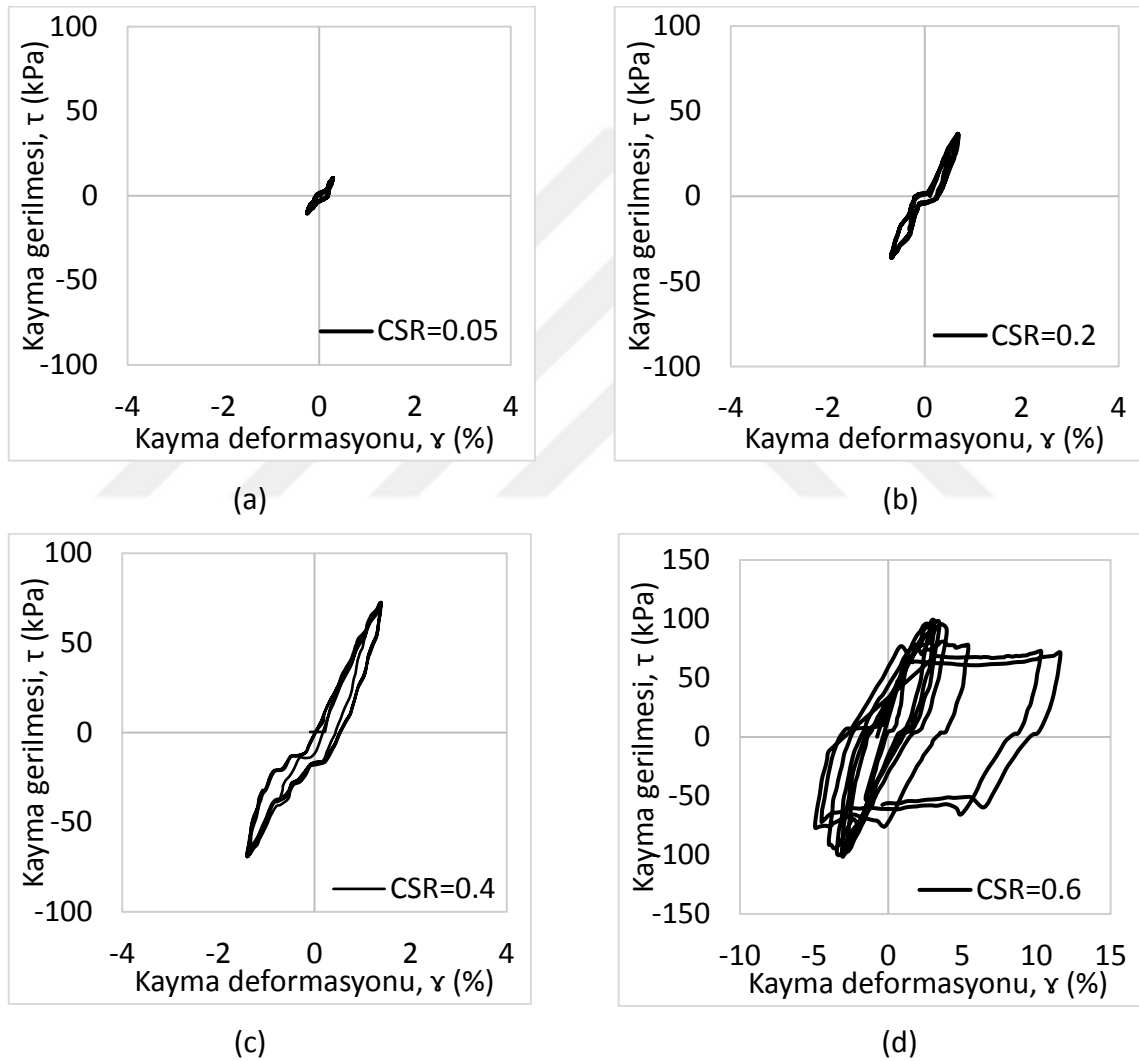 100
50
0
-50
-100
Kayma gerilmesi, τ (kPa)
CSR=0.05
-4 -2 0 2 4
Kayma deformasyonu, ɤ (%)
(a)
100
50
0
-50
-100
Kayma gerilmesi, τ (kPa)
CSR=0.2
-4 -2 0 2 4
Kayma deformasyonu, ɤ (%)
(b)
100
50
0
-50
-100
Kayma gerilmesi, τ (kPa)
CSR=0.4
-4 -2 0 2 4
Kayma deformasyonu, ɤ (%)
(c)
150
100
50
0
-50
-100
-150
Kayma gerilmesi, τ (kPa)
CSR=0.6
-10 -5 0 5 10 15
Kayma deformasyonu, ɤ (%)
(d)